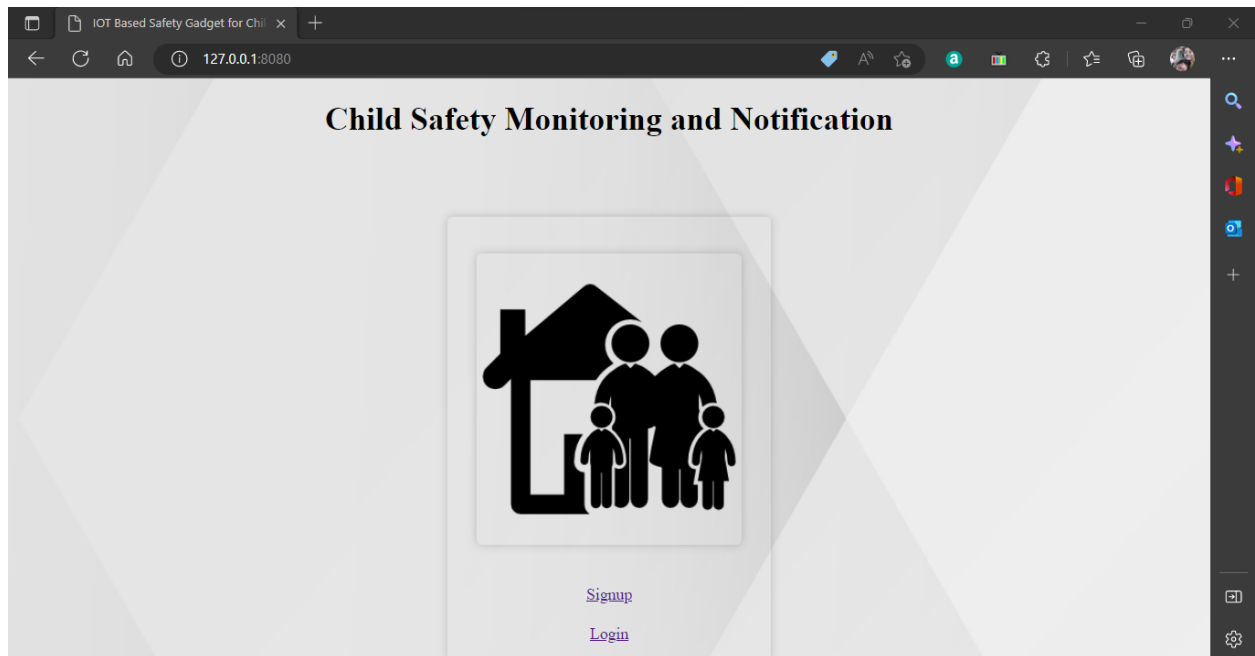 IOT Based Safety Gadget for Chil
127.0.0.1:8080
Child Safety Monitoring and Notification
Signup
Login